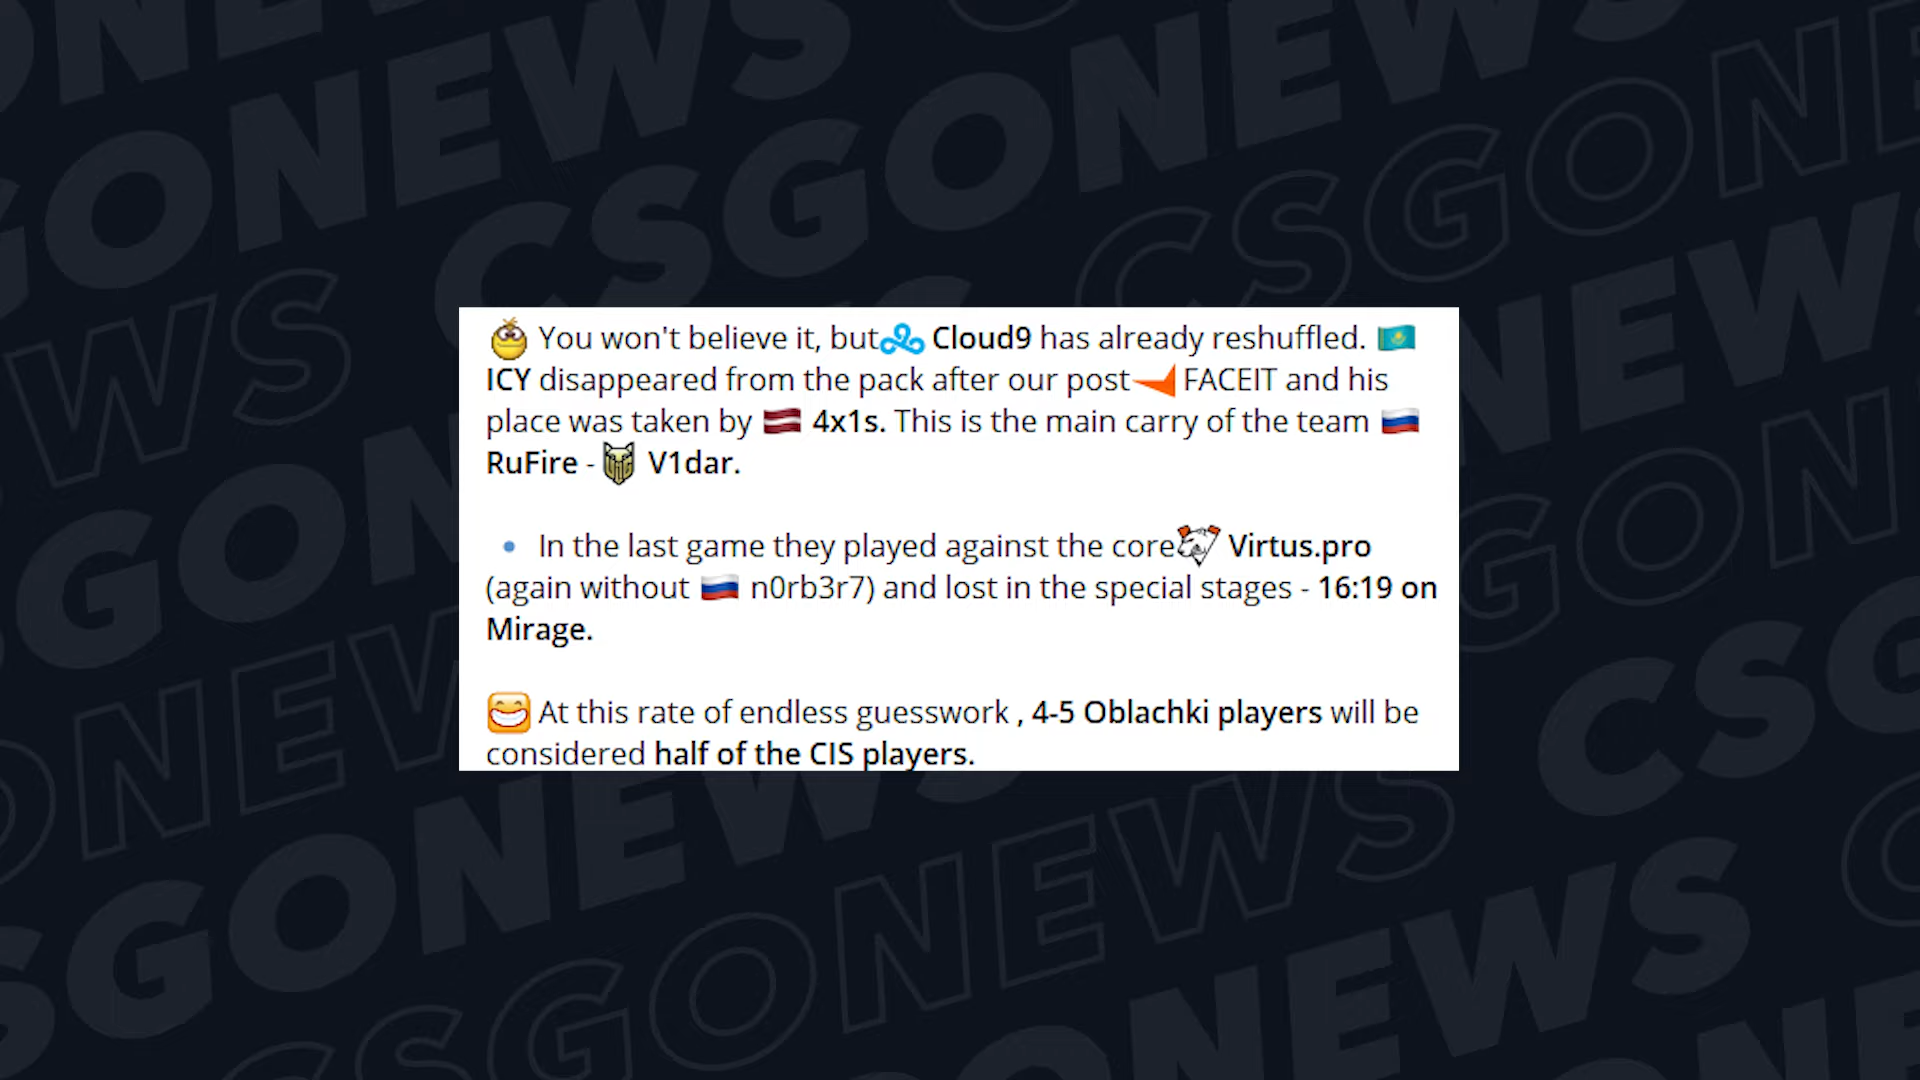 You won't believe it, but Cloud9 has already reshuffled.
ICY disappeared from the pack after our post FACEIT and his
place was taken by 4x1s. This is the main carry of the team
RuFire - V1dar.
In the last game they played against the core Virtus.pro
(again without n0rb3r7) and lost in the special stages - 16:19 on
Mirage.
At this rate of endless guesswork , 4-5 Oblachki players will be
considered half of the CIS players.
CSGONEWS